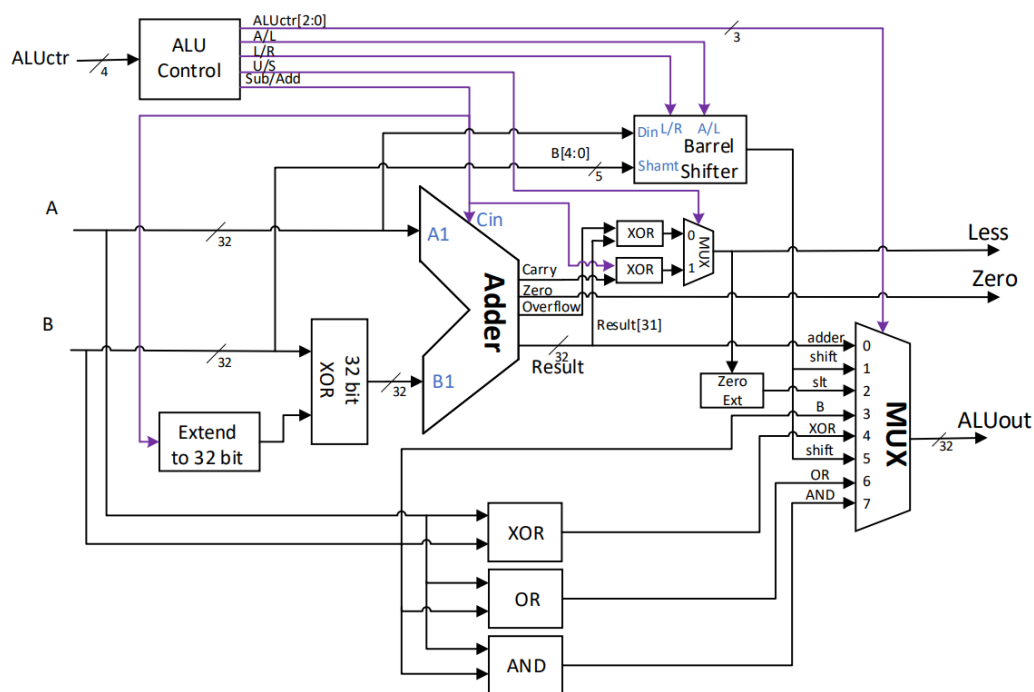 ALUctr[2:0]
A/L
L/R
U/S
Sub/Add
ALU
Control
ALUctr
4
3
Din
L/R
A/L
Barrel
Shifter
Shamt
B[4:0]
5
A
32
A1
Cin
XOR
0
MUX
1
XOR
Less
Zero
Carry
Zero
Overflow
Adder
B
32
32 bit
XOR
32
B1
Result[31]
32
Result
Zero
Ext
adder
shift
slt
B
XOR
shift
OR
AND
0
1
2
3
4
5
6
7
MUX
ALUout
32
Extend
to 32 bit
XOR
OR
AND